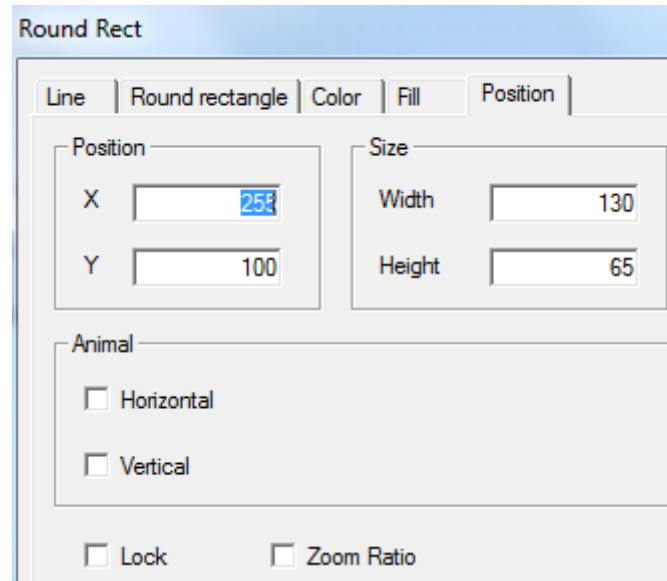 Round Rect
Line Round rectangle Color Fill Position
Position Size
X 255 Width 130
Y 100 Height 65
Animal
Horizontal
Vertical
Lock Zoom Ratio